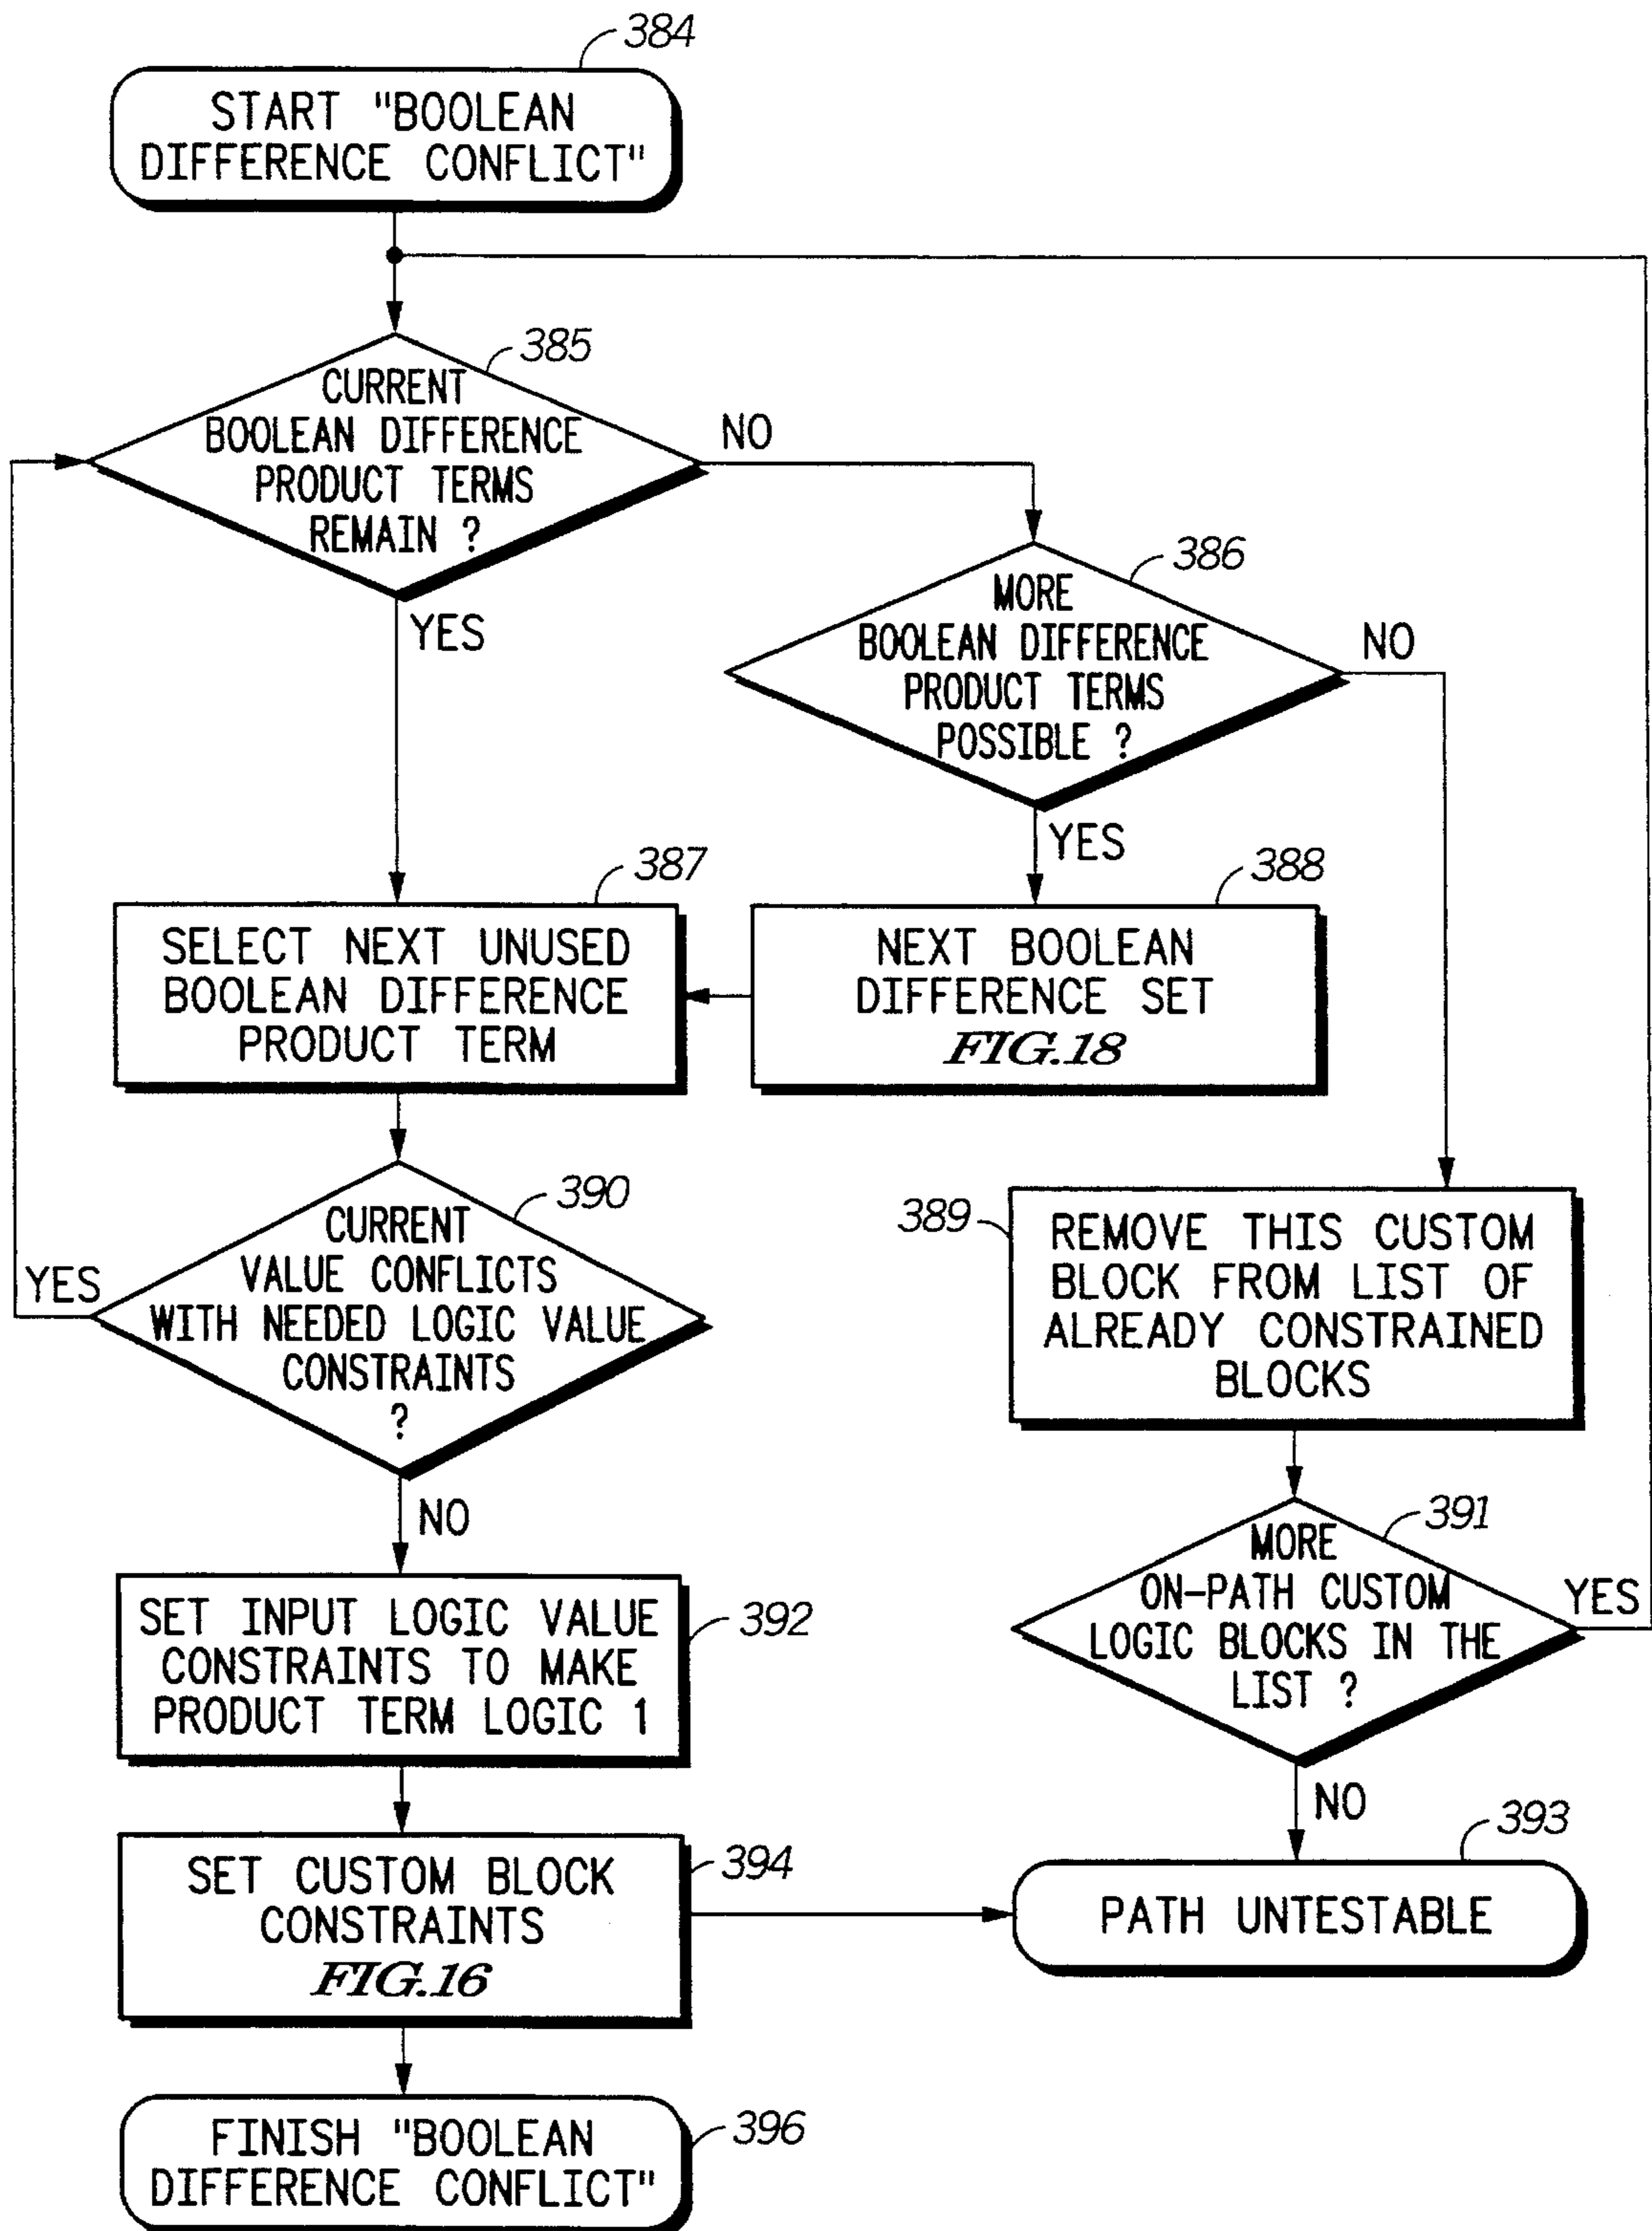 384
START "BOOLEAN
DIFFERENCE CONFLICT"
385
CURRENT
BOOLEAN DIFFERENCE
PRODUCT TERMS
REMAIN ?
NO
YES
386
MORE
BOOLEAN DIFFERENCE
PRODUCT TERMS
POSSIBLE ?
NO
YES
387
SELECT NEXT UNUSED
BOOLEAN DIFFERENCE
PRODUCT TERM
388
NEXT BOOLEAN
DIFFERENCE SET
FIG.18
390
CURRENT
VALUE CONFLICTS
WITH NEEDED LOGIC VALUE
CONSTRAINTS
?
YES
NO
389
REMOVE THIS CUSTOM
BLOCK FROM LIST OF
ALREADY CONSTRAINED
BLOCKS
391
MORE
ON-PATH CUSTOM
LOGIC BLOCKS IN THE
LIST ?
YES
NO
392
SET INPUT LOGIC VALUE
CONSTRAINTS TO MAKE
PRODUCT TERM LOGIC 1
394
SET CUSTOM BLOCK
CONSTRAINTS
FIG.16
393
PATH UNTESTABLE
396
FINISH "BOOLEAN
DIFFERENCE CONFLICT"